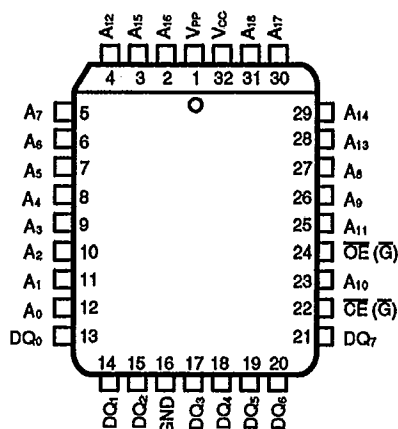 A12 A15 A16 VPP VCC A18 A17
4 3 2 1 32 31 30
A7 5 29 A14
A6 6 28 A13
A5 7 27 A8
A4 8 26 A9
A3 9 25 A11
A2 10 24 O̅E̅ (G̅)
A1 11 23 A10
A0 12 22 C̅E̅ (G̅)
DQ0 13 21 DQ7
14 15 16 17 18 19 20
DQ1 DQ2 GND DQ3 DQ4 DQ5 DQ6